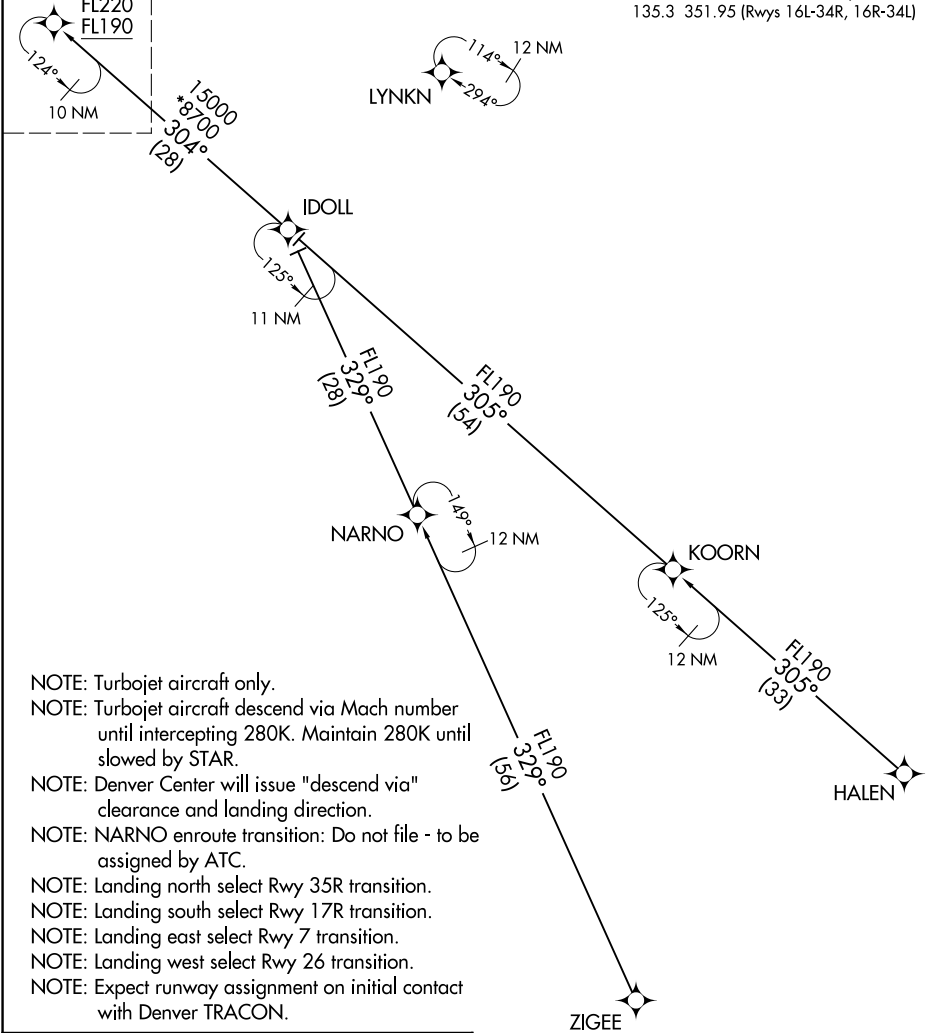 FL220
FL190
135.3 351.95 (Rwys 16L-34R, 16R-34L)
124°
10 NM
114°
12 NM
294°
LYNKN
15000
*8700
304°
(28)
IDOLL
125°
11 NM
FL190
329°
(28)
FL190
305°
(54)
NARNO
149°
12 NM
KOORN
125°
12 NM
FL190
305°
(33)
HALEN
FL190
329°
(56)
ZIGEE
NOTE: Turbojet aircraft only.
NOTE: Turbojet aircraft descend via Mach number
until intercepting 280K. Maintain 280K until
slowed by STAR.
NOTE: Denver Center will issue "descend via"
clearance and landing direction.
NOTE: NARNO enroute transition: Do not file - to be
assigned by ATC.
NOTE: Landing north select Rwy 35R transition.
NOTE: Landing south select Rwy 17R transition.
NOTE: Landing east select Rwy 7 transition.
NOTE: Landing west select Rwy 26 transition.
NOTE: Expect runway assignment on initial contact
with Denver TRACON.